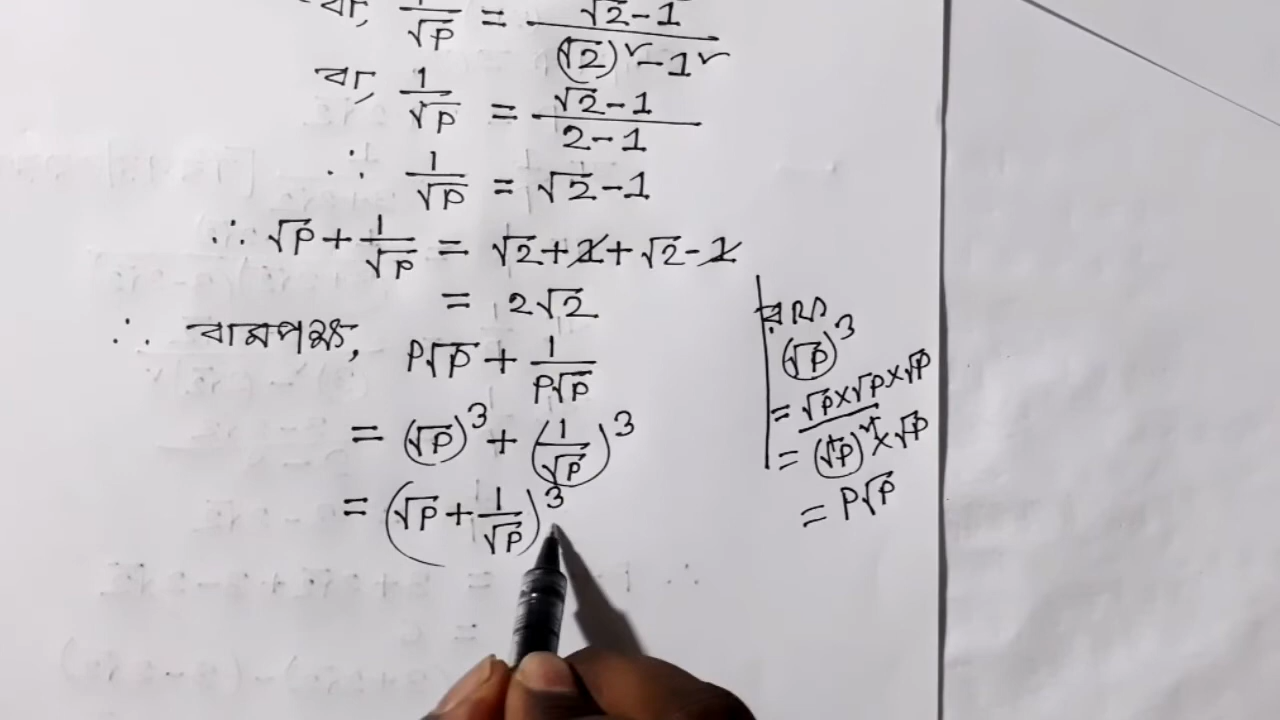 বা, 1/√P = (√2-1)/((√2)²-1²)
বা, 1/√P = (√2-1)/(2-1)
∴ 1/√P = √2-1
∴ √P + 1/√P = √2+1+√2-1
= 2√2
∴ বামপক্ষ, P√P + 1/(P√P)
= (√P)³ + (1/√P)³
= (√P + 1/√P)³
(√P)³
= √P×√P×√P
= (√P)²×√P
= P√P